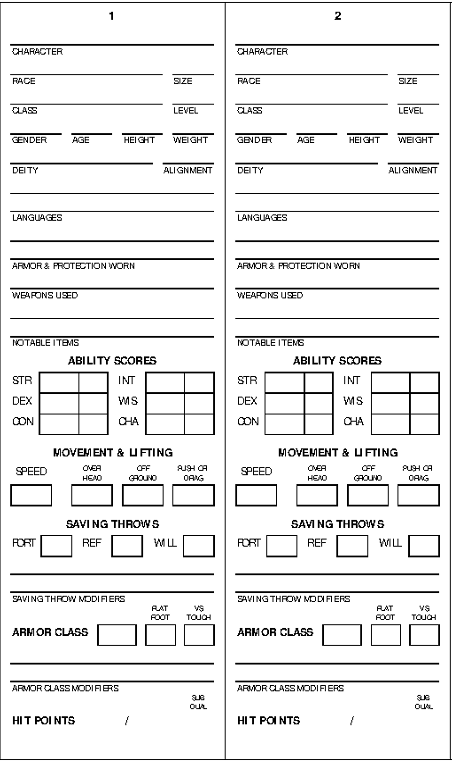 1
CHARACTER
RACE SIZE
CLASS LEVEL
GENDER AGE HEIGHT WEIGHT
DEITY ALIGNMENT
LANGUAGES
ARMOR & PROTECTION WORN
WEAPONS USED
NOTABLE ITEMS
ABILITY SCORES
STR INT
DEX WIS
CON CHA
MOVEMENT & LIFTING
SPEED OVER HEAD OFF GROUND PUSH OR DRAG
SAVING THROWS
FORT REF WILL
SAVING THROW MODIFIERS
FLAT VS
FOOT TOUCH
ARMOR CLASS
ARMOR CLASS MODIFIERS
SUB
DUAL
HIT POINTS /
2
CHARACTER
RACE SIZE
CLASS LEVEL
GENDER AGE HEIGHT WEIGHT
DEITY ALIGNMENT
LANGUAGES
ARMOR & PROTECTION WORN
WEAPONS USED
NOTABLE ITEMS
ABILITY SCORES
STR INT
DEX WIS
CON CHA
MOVEMENT & LIFTING
SPEED OVER HEAD OFF GROUND PUSH OR DRAG
SAVING THROWS
FORT REF WILL
SAVING THROW MODIFIERS
FLAT VS
FOOT TOUCH
ARMOR CLASS
ARMOR CLASS MODIFIERS
SUB
DUAL
HIT POINTS /